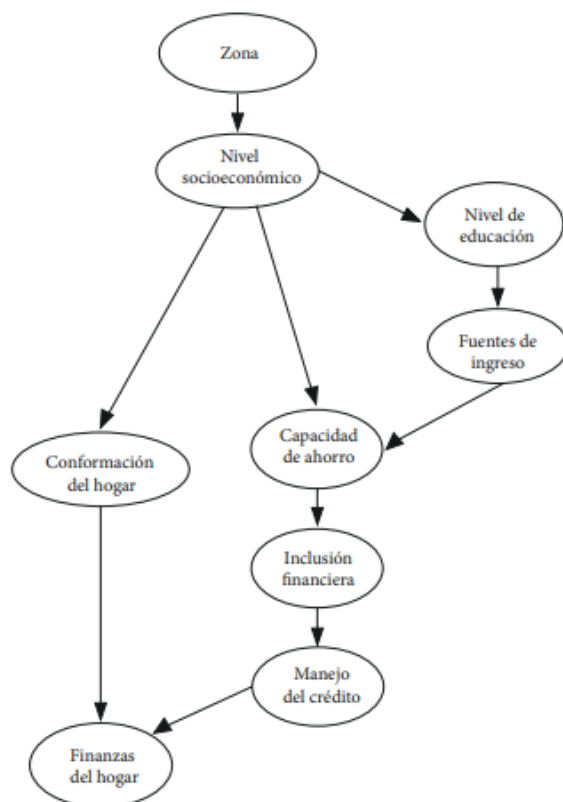 Zona
Nivel
socioeconómico
Nivel de
educación
Fuentes de
ingreso
Capacidad
de ahorro
Conformación
del hogar
Inclusión
financiera
Manejo
del crédito
Finanzas
del hogar